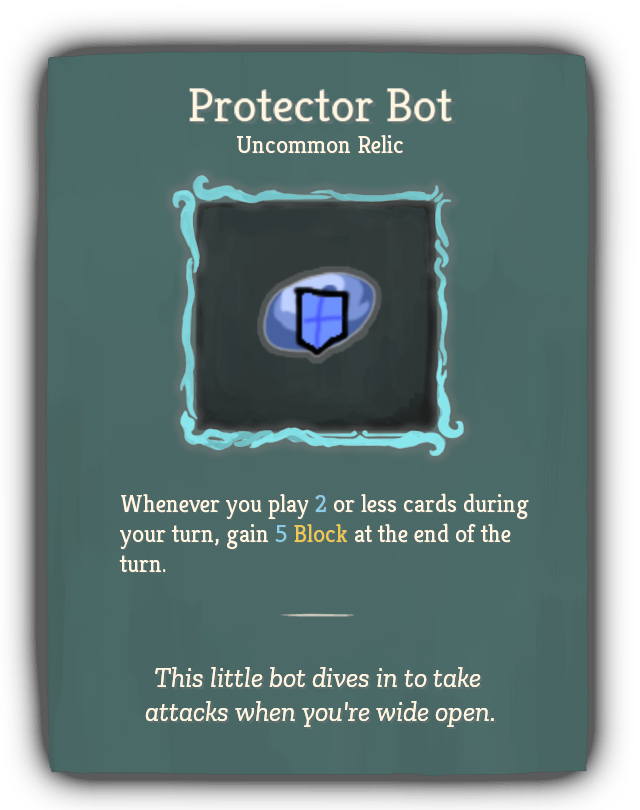 Protector Bot
Uncommon Relic
Whenever you play 2 or less cards during
your turn, gain 5 Block at the end of the
turn.
This little bot dives in to take
attacks when you're wide open.